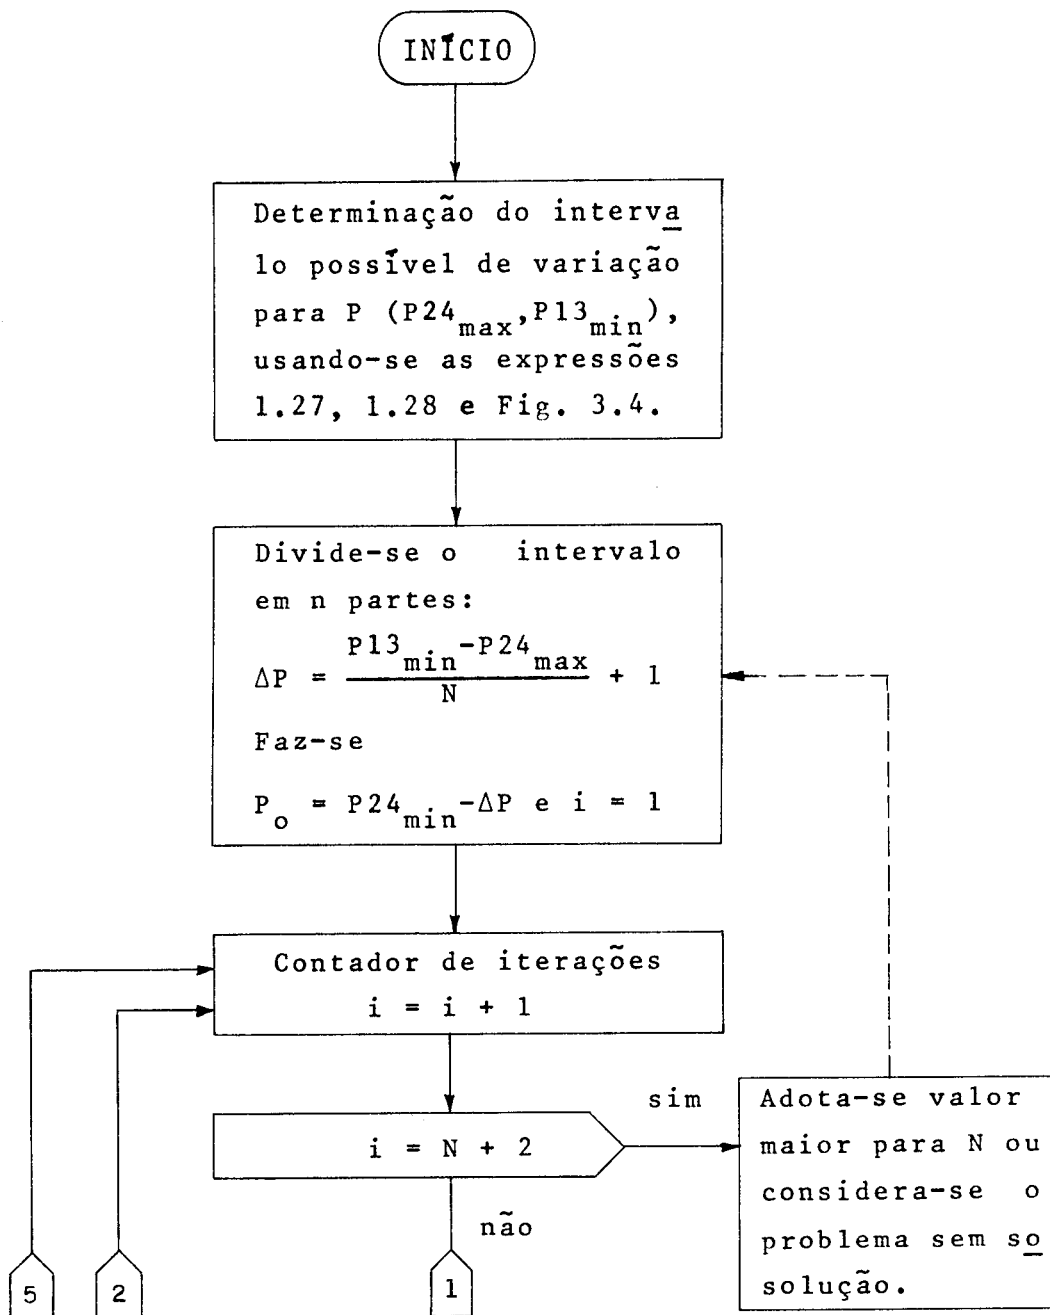 INÍCIO
Determinação do interva
lo possível de variação
para P (P24max,P13min),
usando-se as expressões
1.27, 1.28 e Fig. 3.4.
Divide-se o intervalo
em n partes:
ΔP = (P13min-P24max)/N + 1
Faz-se
Po = P24min-ΔP e i = 1
Contador de iterações
i = i + 1
i = N + 2
sim
não
Adota-se valor
maior para N ou
considera-se o
problema sem so
solução.
5
2
1